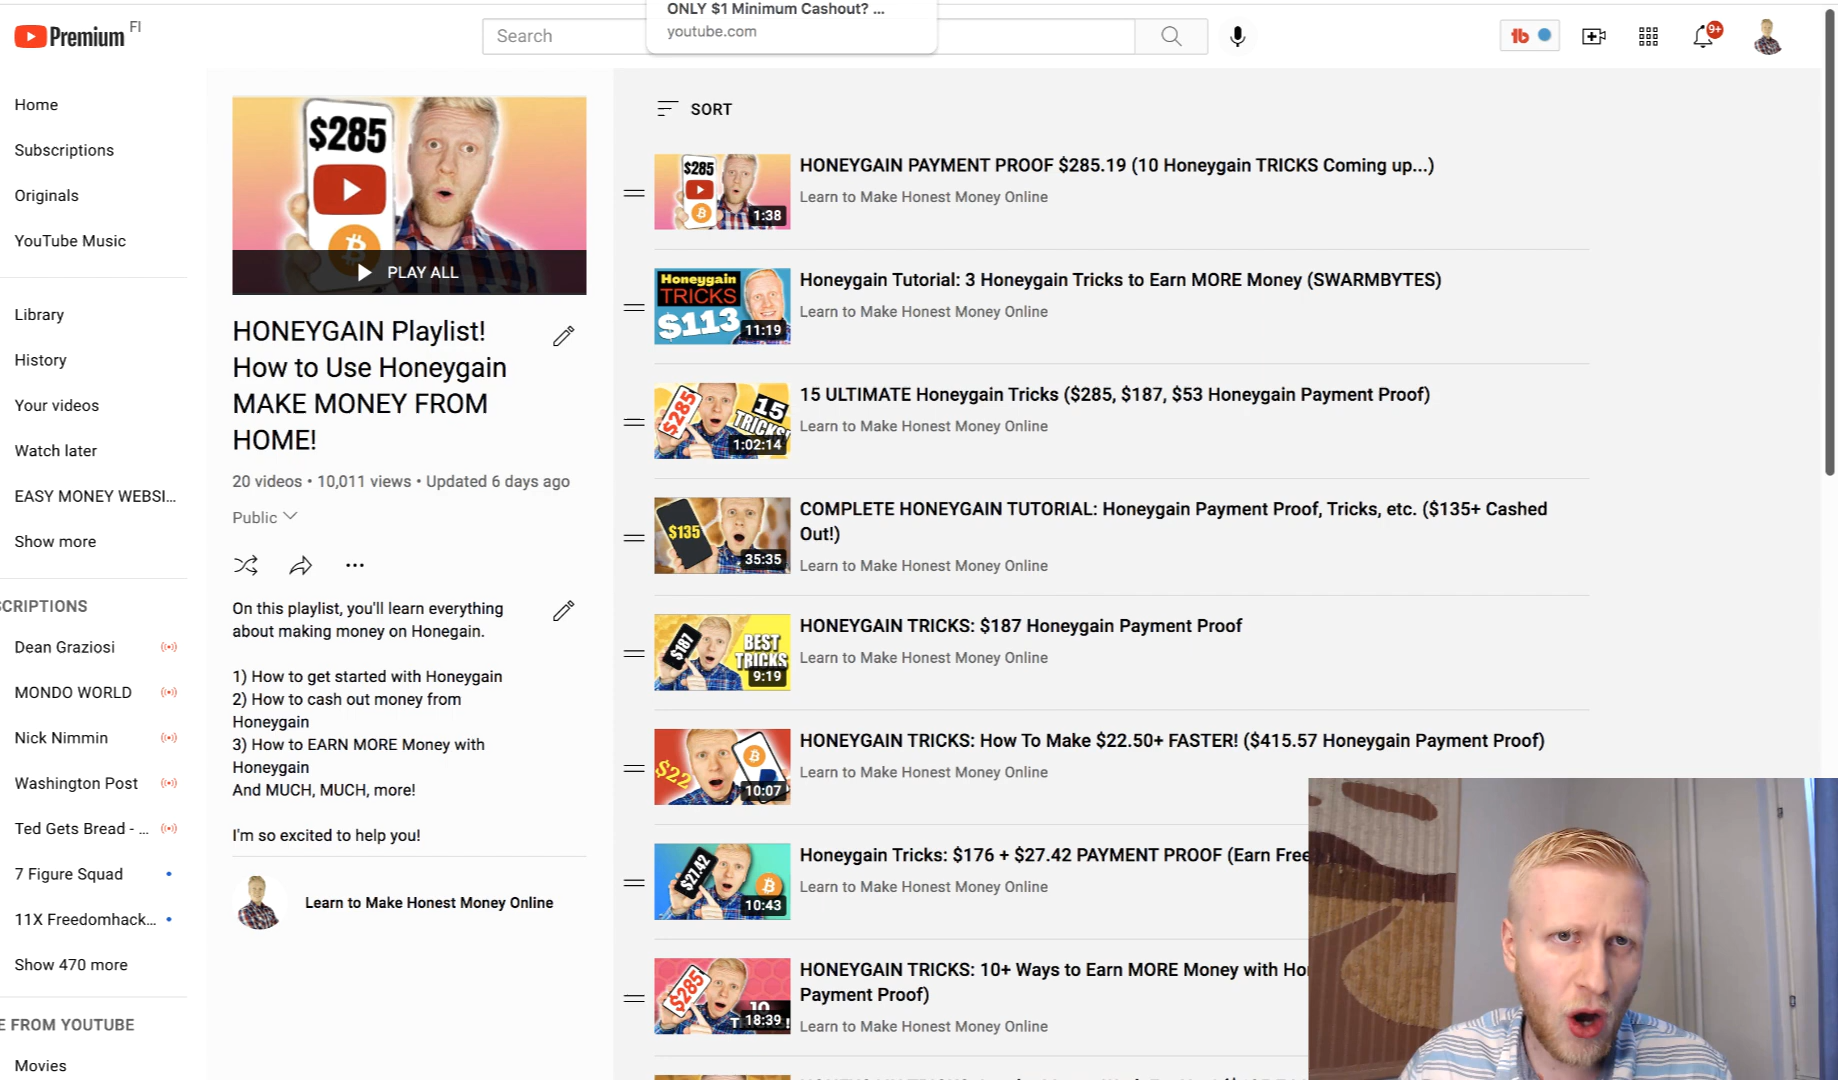 ONLY $1 Minimum Cashout? ...
youtube.com
Premium FI
Search
9+
Home
Subscriptions
Originals
YouTube Music
Library
History
Your videos
Watch later
EASY MONEY WEBSI...
Show more
SCRIPTIONS
Dean Graziosi
MONDO WORLD
Nick Nimmin
Washington Post
Ted Gets Bread - ...
7 Figure Squad
11X Freedomhack...
Show 470 more
E FROM YOUTUBE
Movies
$285
PLAY ALL
HONEYGAIN Playlist!
How to Use Honeygain
MAKE MONEY FROM
HOME!
20 videos • 10,011 views • Updated 6 days ago
Public
On this playlist, you'll learn everything
about making money on Honegain.
1) How to get started with Honeygain
2) How to cash out money from
Honeygain
3) How to EARN MORE Money with
Honeygain
And MUCH, MUCH, more!
I'm so excited to help you!
Learn to Make Honest Money Online
SORT
$285
1:38
HONEYGAIN PAYMENT PROOF $285.19 (10 Honeygain TRICKS Coming up...)
Learn to Make Honest Money Online
Honeygain
TRICKS
$113
11:19
Honeygain Tutorial: 3 Honeygain Tricks to Earn MORE Money (SWARMBYTES)
Learn to Make Honest Money Online
$285
15
TRICKS
1:02:14
15 ULTIMATE Honeygain Tricks ($285, $187, $53 Honeygain Payment Proof)
Learn to Make Honest Money Online
$135
35:35
COMPLETE HONEYGAIN TUTORIAL: Honeygain Payment Proof, Tricks, etc. ($135+ Cashed
Out!)
Learn to Make Honest Money Online
$187
BEST
TRICKS
9:19
HONEYGAIN TRICKS: $187 Honeygain Payment Proof
Learn to Make Honest Money Online
$22
10:07
HONEYGAIN TRICKS: How To Make $22.50+ FASTER! ($415.57 Honeygain Payment Proof)
Learn to Make Honest Money Online
$27.42
10:43
Honeygain Tricks: $176 + $27.42 PAYMENT PROOF (Earn Free
Learn to Make Honest Money Online
$285
10
18:39
HONEYGAIN TRICKS: 10+ Ways to Earn MORE Money with Ho
Payment Proof)
Learn to Make Honest Money Online